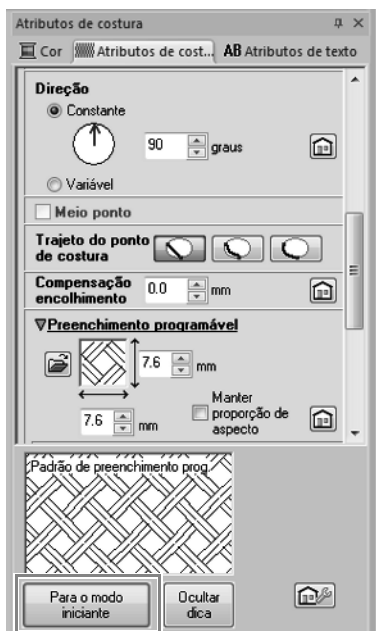 Atributos de costura
Cor Atributos de cost... AB Atributos de texto
Direção
Constante
90 graus
Variável
Meio ponto
Trajeto do ponto
de costura
Compensação
encolhimento 0.0 mm
Preenchimento programável
7.6 mm
7.6 mm
Manter
proporção de
aspecto
Padrão de preenchimento prog.
Para o modo
iniciante
Ocultar
dica